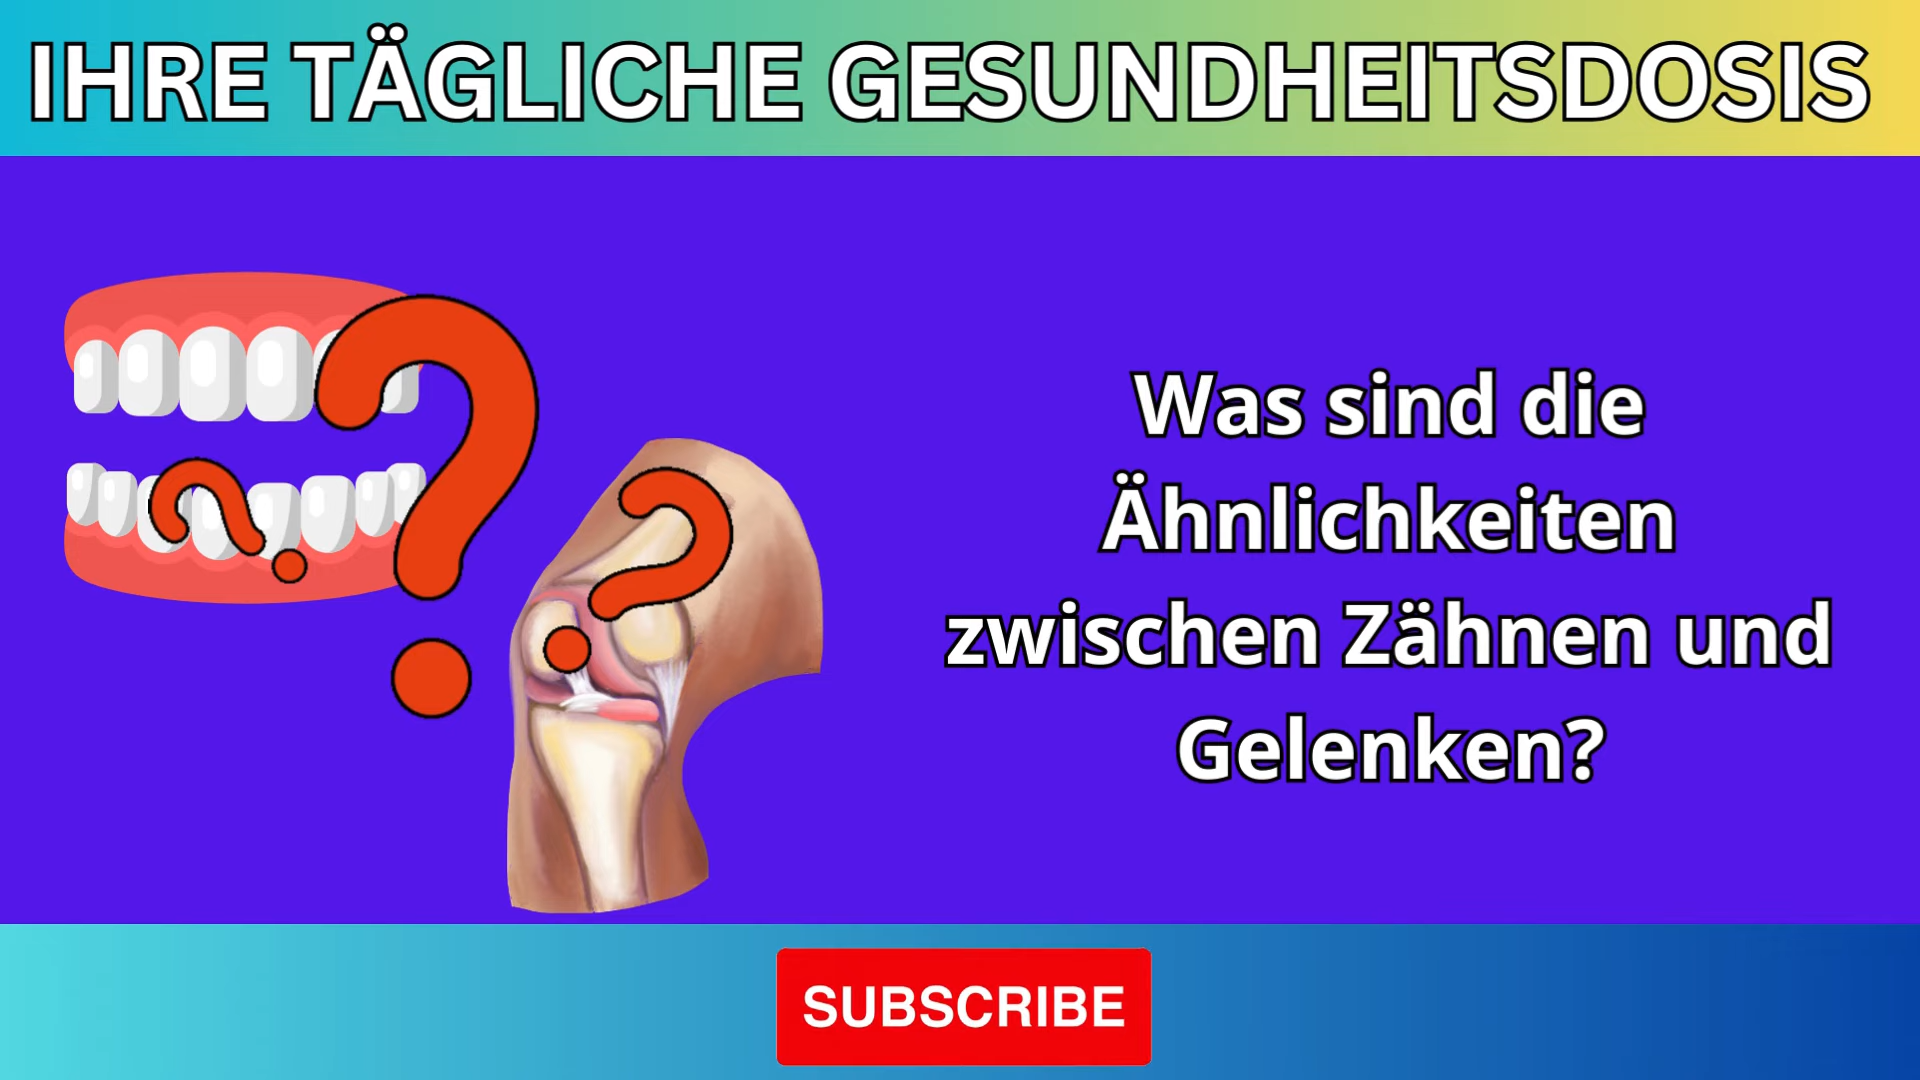 IHRE TÄGLICHE GESUNDHEITSDOSIS
Was sind die
Ähnlichkeiten
zwischen Zähnen und
Gelenken?
SUBSCRIBE